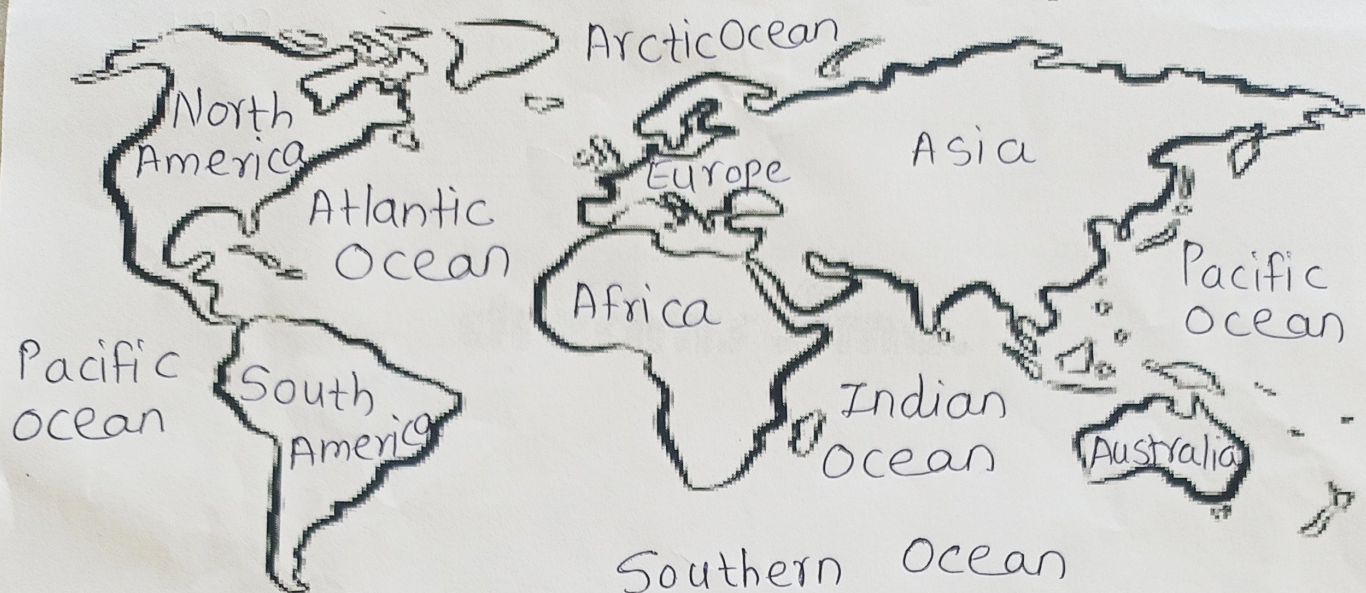 Arctic Ocean
North
America
Asia
Europe
Atlantic
Ocean
Africa
Pacific
Ocean
Pacific
Ocean
South
America
Indian
Ocean
Australia
Southern Ocean